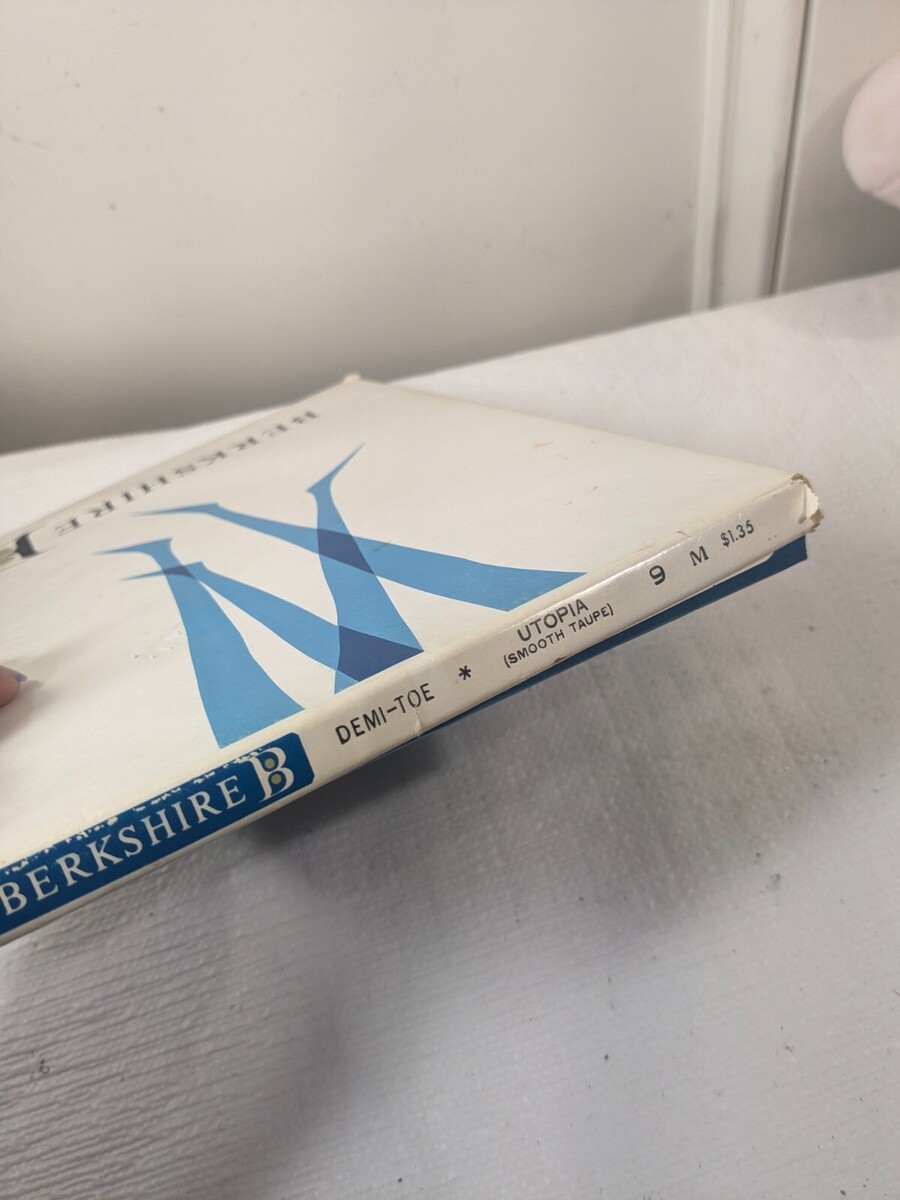 BERKSHIRE
BERKSHIRE B
DEMI-TOE *
UTOPIA
(SMOOTH TAUPE)
9 M $1.35